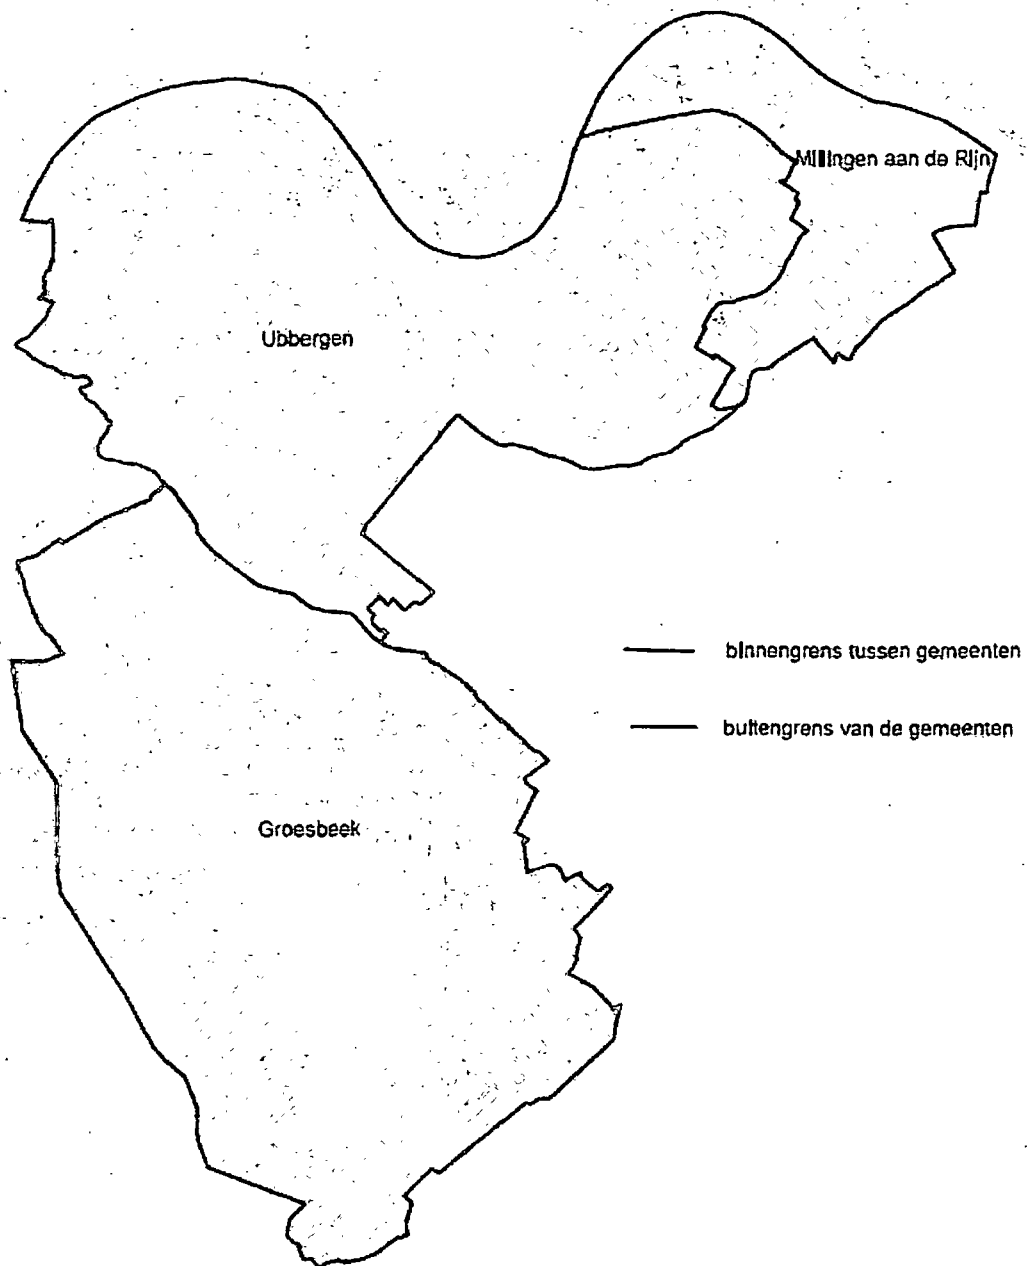 Millingen aan de Rijn
Ubbergen
binnengrens tussen gemeenten
buitengrens van de gemeenten
Groesbeek